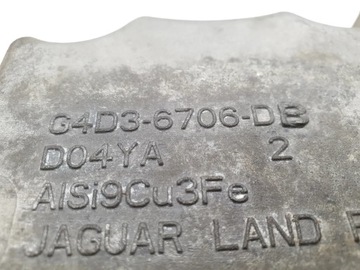 G4D3-6706-DB
D04YA 2
AlSi9Cu3Fe
JAGUAR LAND